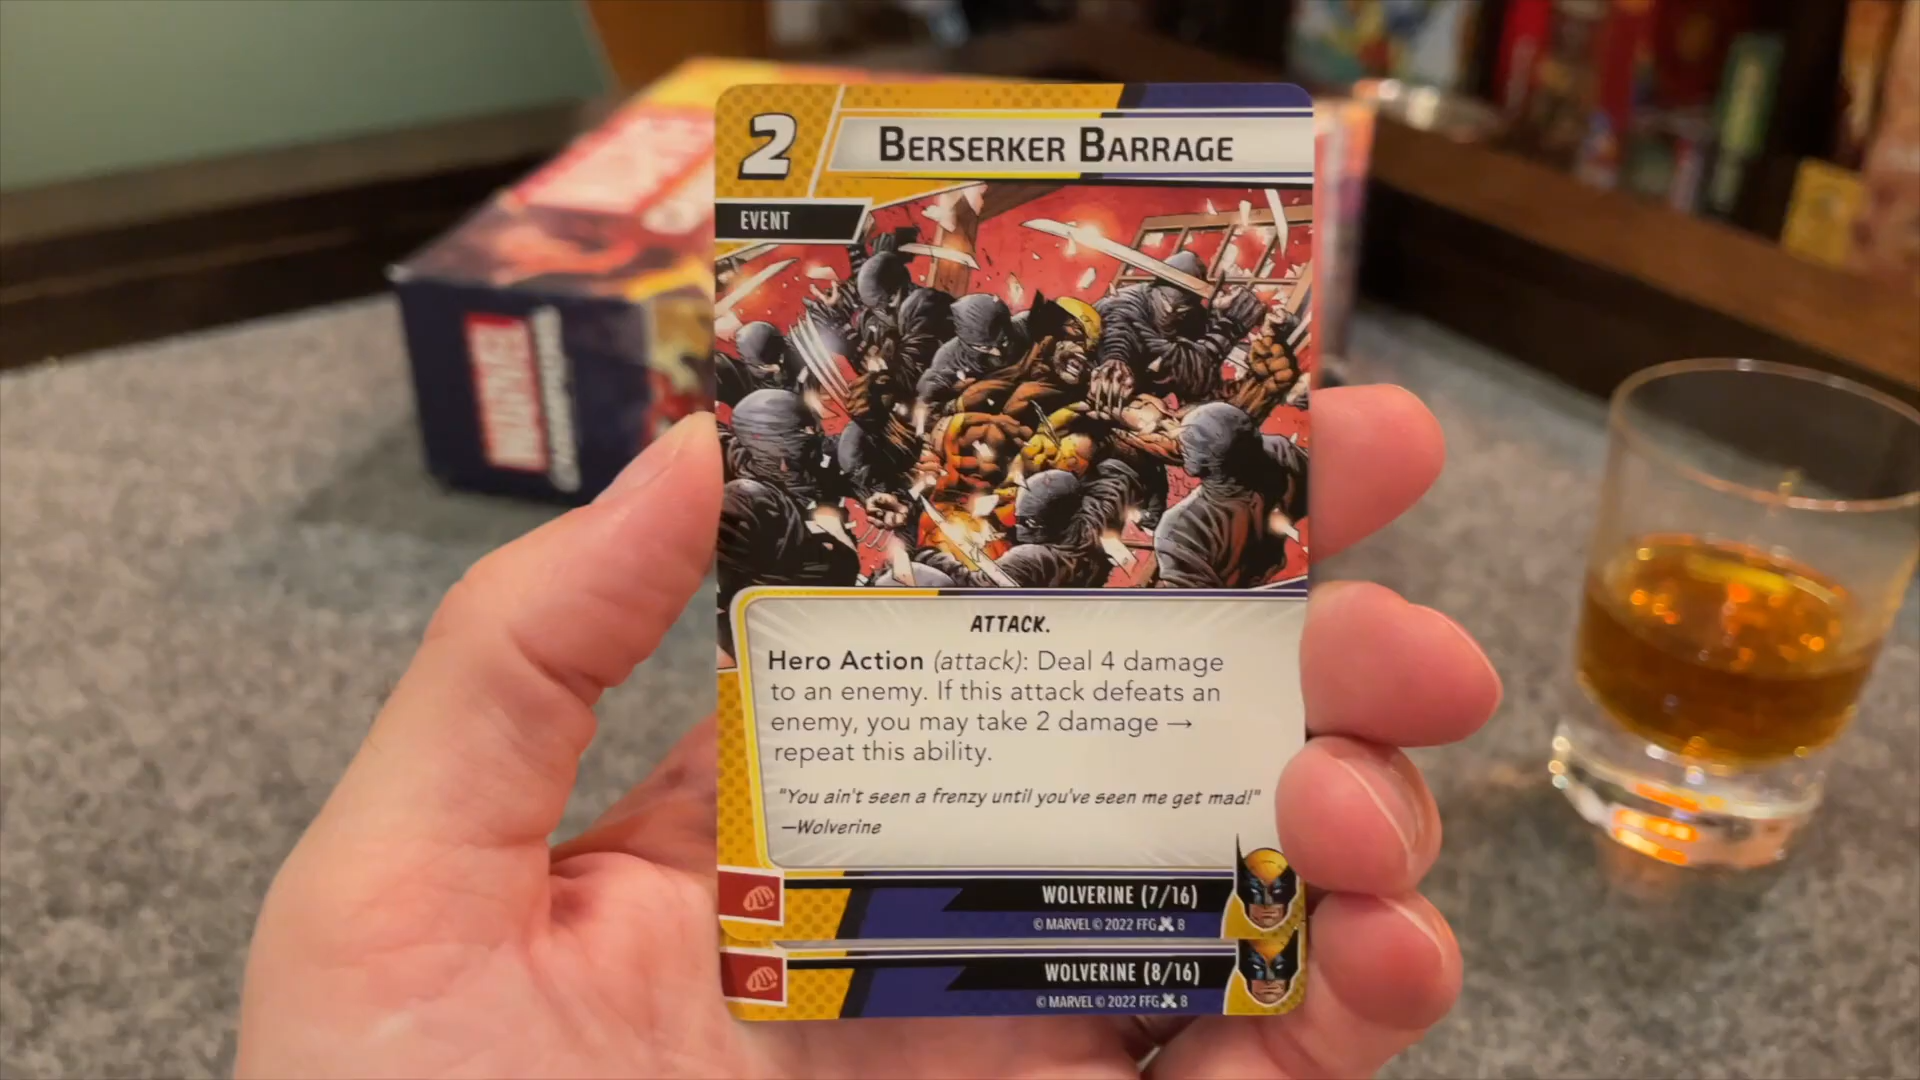 2
BERSERKER BARRAGE
EVENT
ATTACK.
Hero Action (attack): Deal 4 damage
to an enemy. If this attack defeats an
enemy, you may take 2 damage →
repeat this ability.
"You ain't seen a frenzy until you've seen me get mad!"
—Wolverine
WOLVERINE (7/16)
© MARVEL © 2022 FFG 8
WOLVERINE (8/16)
© MARVEL © 2022 FFG 8
MARVEL
CHAMPIONS